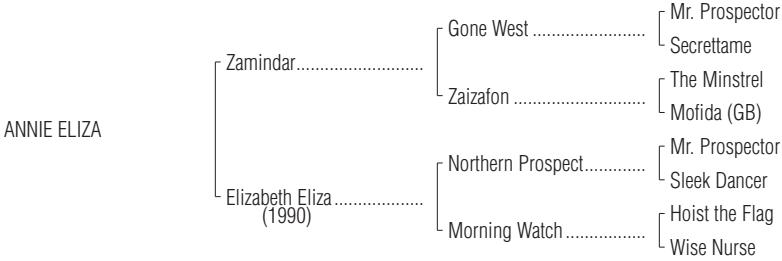 Mr. Prospector
Gone West ........................
Secrettame
Zamindar...........................
The Minstrel
Zaizafon ............................
Mofida (GB)
ANNIE ELIZA
Mr. Prospector
Northern Prospect.............
Sleek Dancer
Elizabeth Eliza ...................
(1990)
Hoist the Flag
Morning Watch .................
Wise Nurse